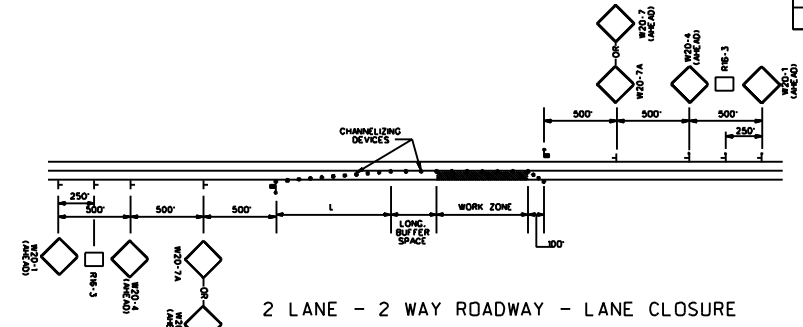 W20-7
(AHEAD)
OR
W20-7A
W20-4
(AHEAD)
R16-3
W20-1
(AHEAD)
500'
500'
500'
250'
CHANNELIZING
DEVICES
250'
500'
500'
500'
L
LONG.
BUFFER
SPACE
WORK ZONE
100'
W20-1
(AHEAD)
R16-3
W20-4
(AHEAD)
W20-7A
OR
2 LANE - 2 WAY ROADWAY - LANE CLOSURE